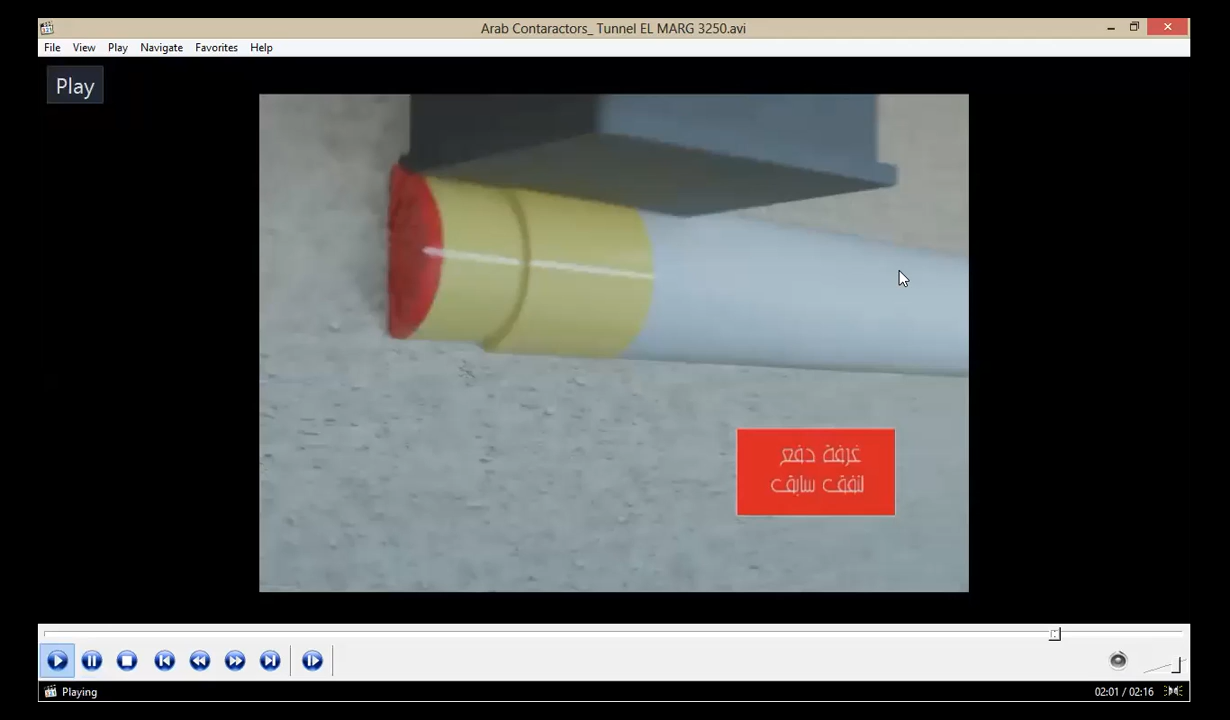 Arab Contaractors_ Tunnel EL MARG 3250.avi
File View Play Navigate Favorites Help
Play
غرفة دفع
لنفق سابق
Playing
02:01 / 02:16